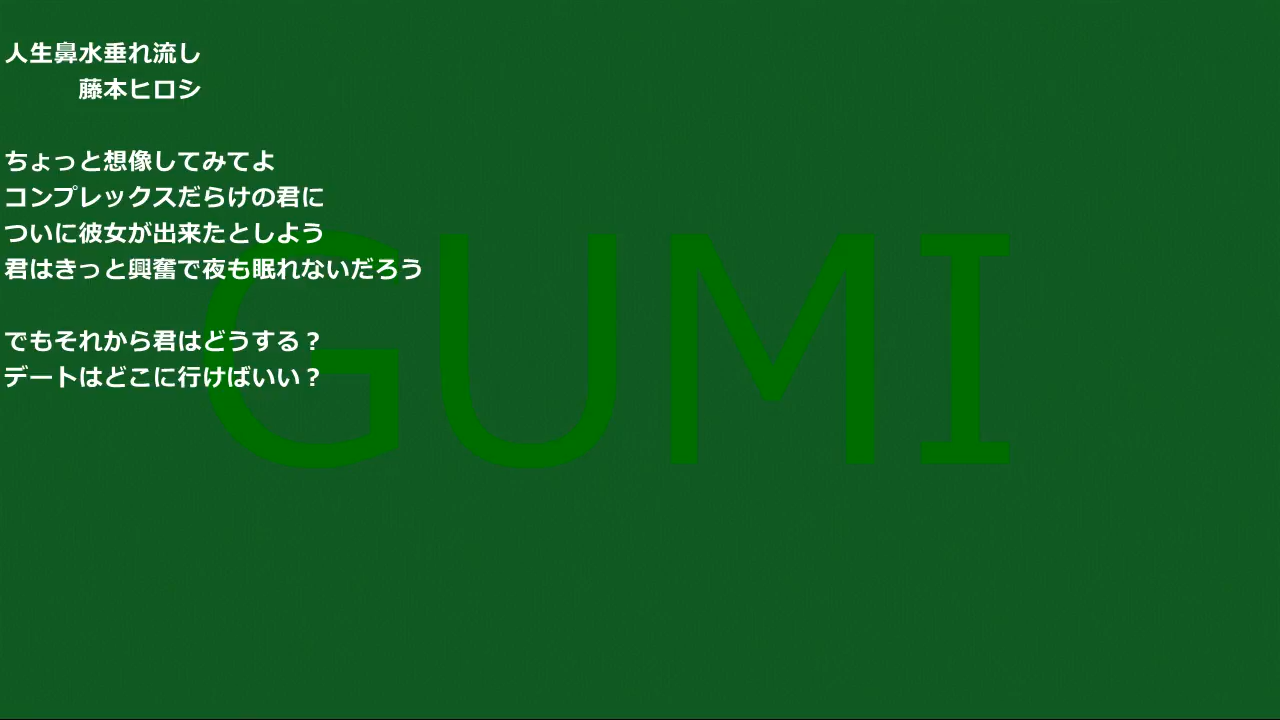 人生鼻水垂れ流し
藤本ヒロシ
ちょっと想像してみてよ
コンプレックスだらけの君に
ついに彼女が出来たとしよう
君はきっと興奮で夜も眠れないだろう
でもそれから君はどうする？
デートはどこに行けばいい？
GUMI